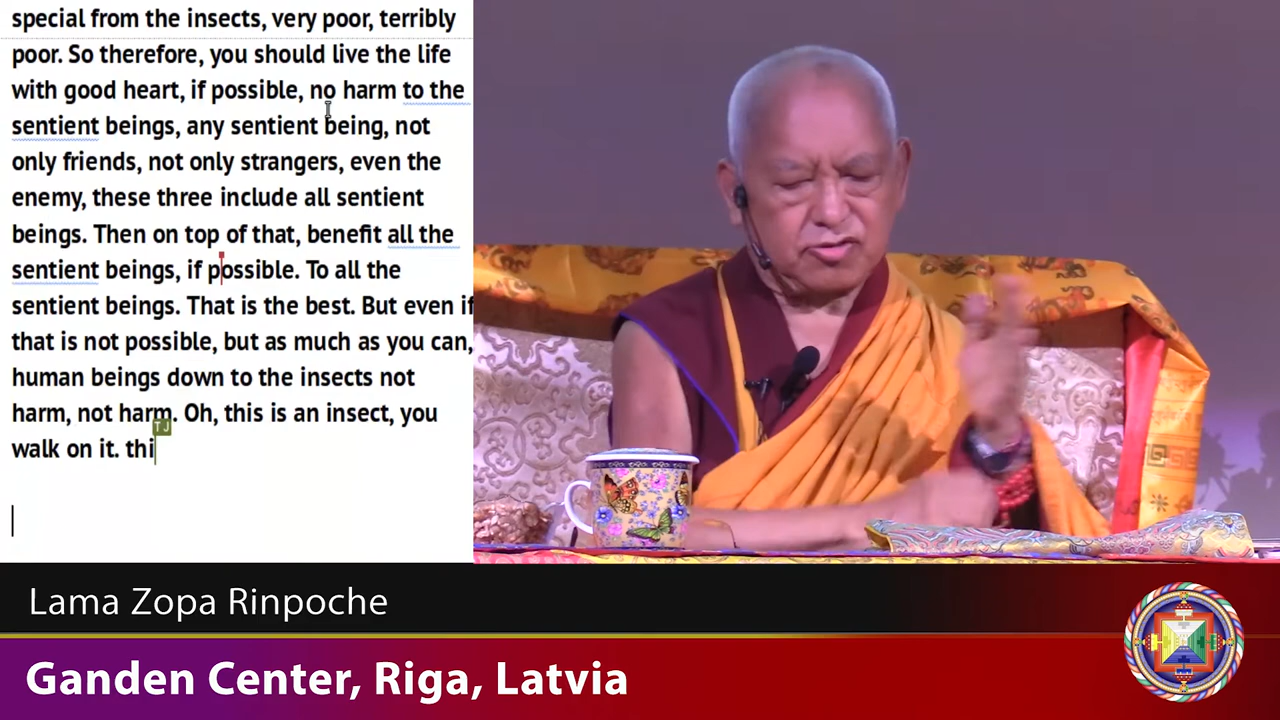 special from the insects, very poor, terribly
poor. So therefore, you should live the life
with good heart, if possible, no harm to the
sentient beings, any sentient being, not
only friends, not only strangers, even the
enemy, these three include all sentient
beings. Then on top of that, benefit all the
sentient beings, if possible. To all the
sentient beings. That is the best. But even if
that is not possible, but as much as you can,
human beings down to the insects not
harm, not harm. Oh, this is an insect, you
walk on it. thi
TJ
Lama Zopa Rinpoche
Ganden Center, Riga, Latvia